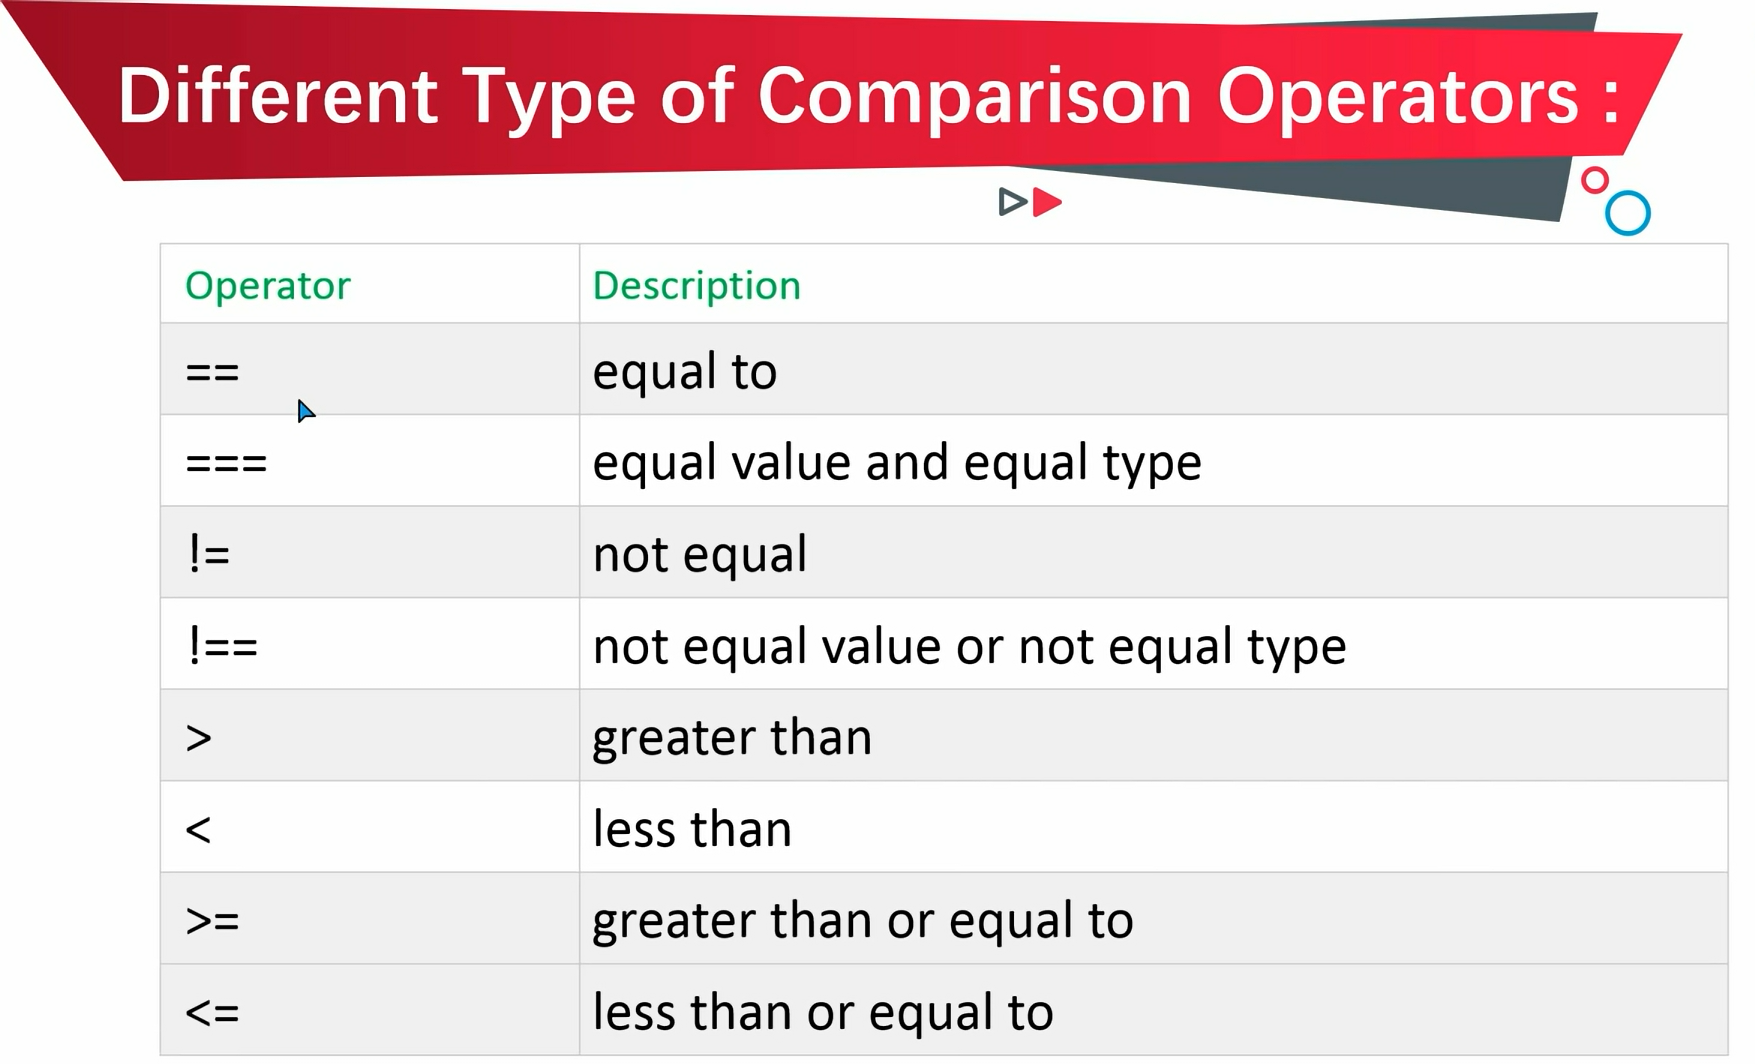 Different Type of Comparison Operators :
Operator Description
== equal to
=== equal value and equal type
!= not equal
!== not equal value or not equal type
> greater than
< less than
>= greater than or equal to
<= less than or equal to